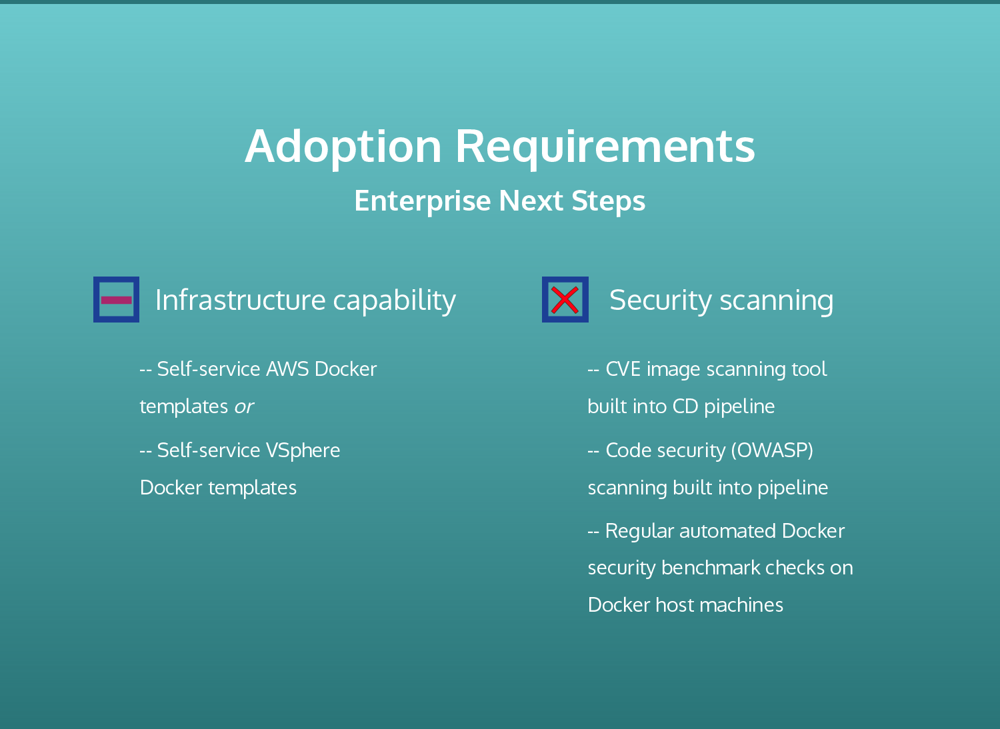 Adoption Requirements
Enterprise Next Steps
Infrastructure capability
-- Self-service AWS Docker
templates or
-- Self-service VSphere
Docker templates
Security scanning
-- CVE image scanning tool
built into CD pipeline
-- Code security (OWASP)
scanning built into pipeline
-- Regular automated Docker
security benchmark checks on
Docker host machines